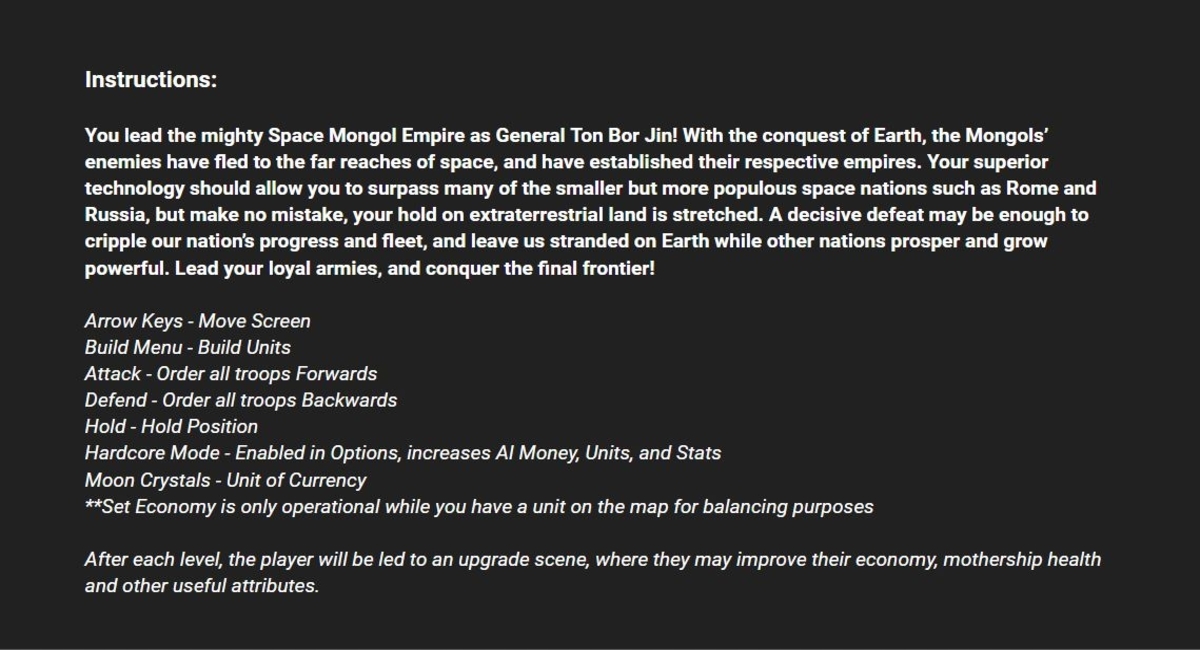 Instructions:
You lead the mighty Space Mongol Empire as General Ton Bor Jin! With the conquest of Earth, the Mongols’
enemies have fled to the far reaches of space, and have established their respective empires. Your superior
technology should allow you to surpass many of the smaller but more populous space nations such as Rome and
Russia, but make no mistake, your hold on extraterrestrial land is stretched. A decisive defeat may be enough to
cripple our nation’s progress and fleet, and leave us stranded on Earth while other nations prosper and grow
powerful. Lead your loyal armies, and conquer the final frontier!
Arrow Keys - Move Screen
Build Menu - Build Units
Attack - Order all troops Forwards
Defend - Order all troops Backwards
Hold - Hold Position
Hardcore Mode - Enabled in Options, increases AI Money, Units, and Stats
Moon Crystals - Unit of Currency
**Set Economy is only operational while you have a unit on the map for balancing purposes
After each level, the player will be led to an upgrade scene, where they may improve their economy, mothership health
and other useful attributes.